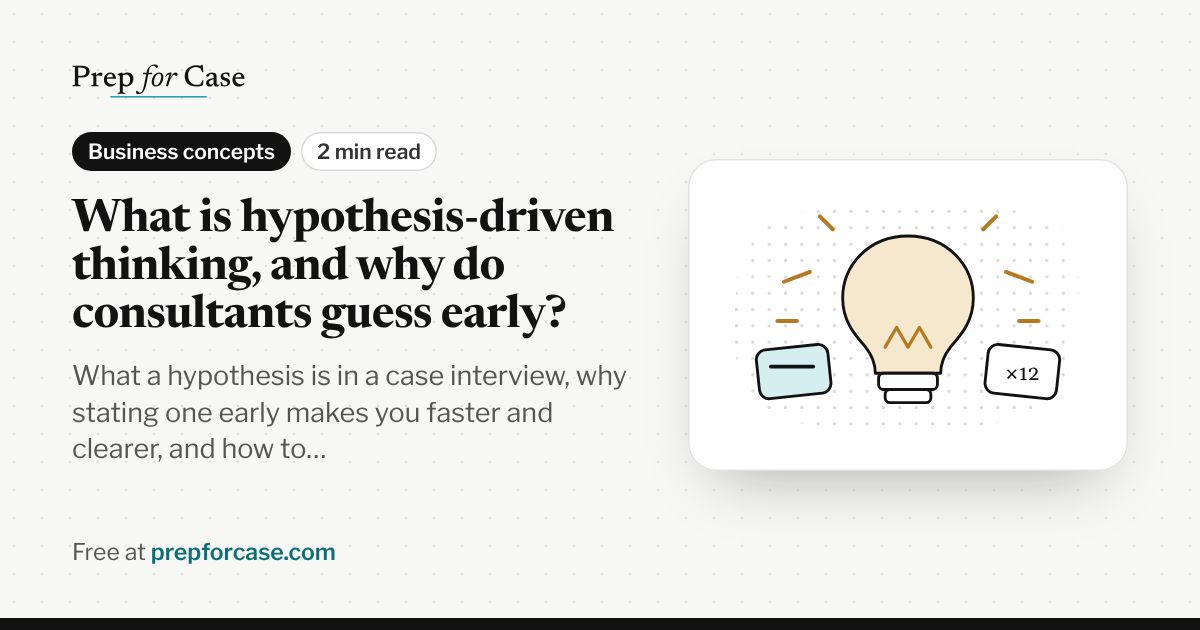 Prep for Case
Business concepts
2 min read
What is hypothesis-driven
thinking, and why do
consultants guess early?
What a hypothesis is in a case interview, why
stating one early makes you faster and
clearer, and how to...
×12
Free at prepforcase.com